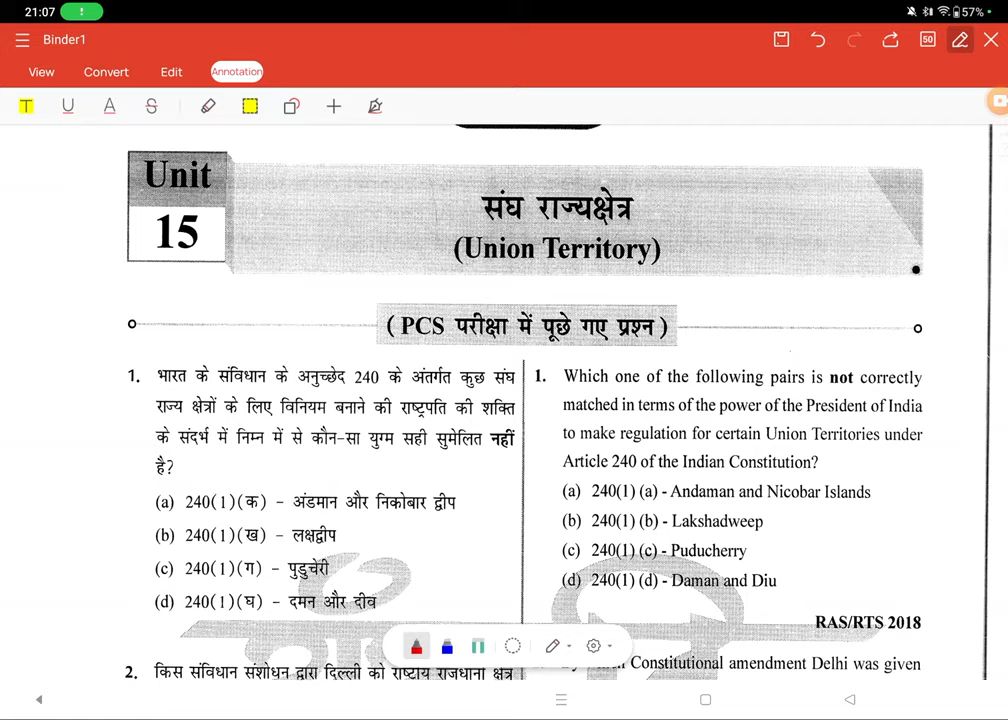 21:07
57%
Binder1
50
View Convert Edit Annotation
T U A S
Unit
15
संघ राज्यक्षेत्र
(Union Territory)
( PCS परीक्षा में पूछे गए प्रश्न )
1. भारत के संविधान के अनुच्छेद 240 के अंतर्गत कुछ संघ
राज्य क्षेत्रों के लिए विनियम बनाने की राष्ट्रपति की शक्ति
के संदर्भ में निम्न में से कौन-सा युग्म सही सुमेलित नहीं
है?
(a) 240(1)(क) - अंडमान और निकोबार द्वीप
(b) 240(1)(ख) - लक्षद्वीप
(c) 240(1)(ग) - पुडुचेरी
(d) 240(1)(घ) - दमन और दीव
2. किस संविधान संशोधन द्वारा दिल्ली को राष्टीय राजधानी क्षेत्र
1. Which one of the following pairs is not correctly
matched in terms of the power of the President of India
to make regulation for certain Union Territories under
Article 240 of the Indian Constitution?
(a) 240(1) (a) - Andaman and Nicobar Islands
(b) 240(1) (b) - Lakshadweep
(c) 240(1) (c) - Puducherry
(d) 240(1) (d) - Daman and Diu
RAS/RTS 2018
Constitutional amendment Delhi was given